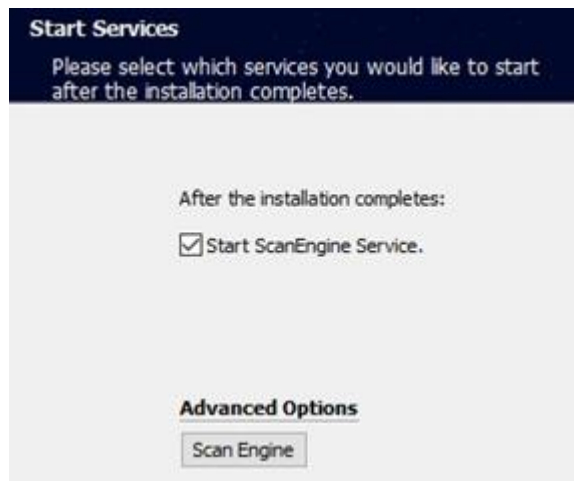 Start Services
Please select which services you would like to start
after the installation completes.
After the installation completes:
Start ScanEngine Service.
Advanced Options
Scan Engine